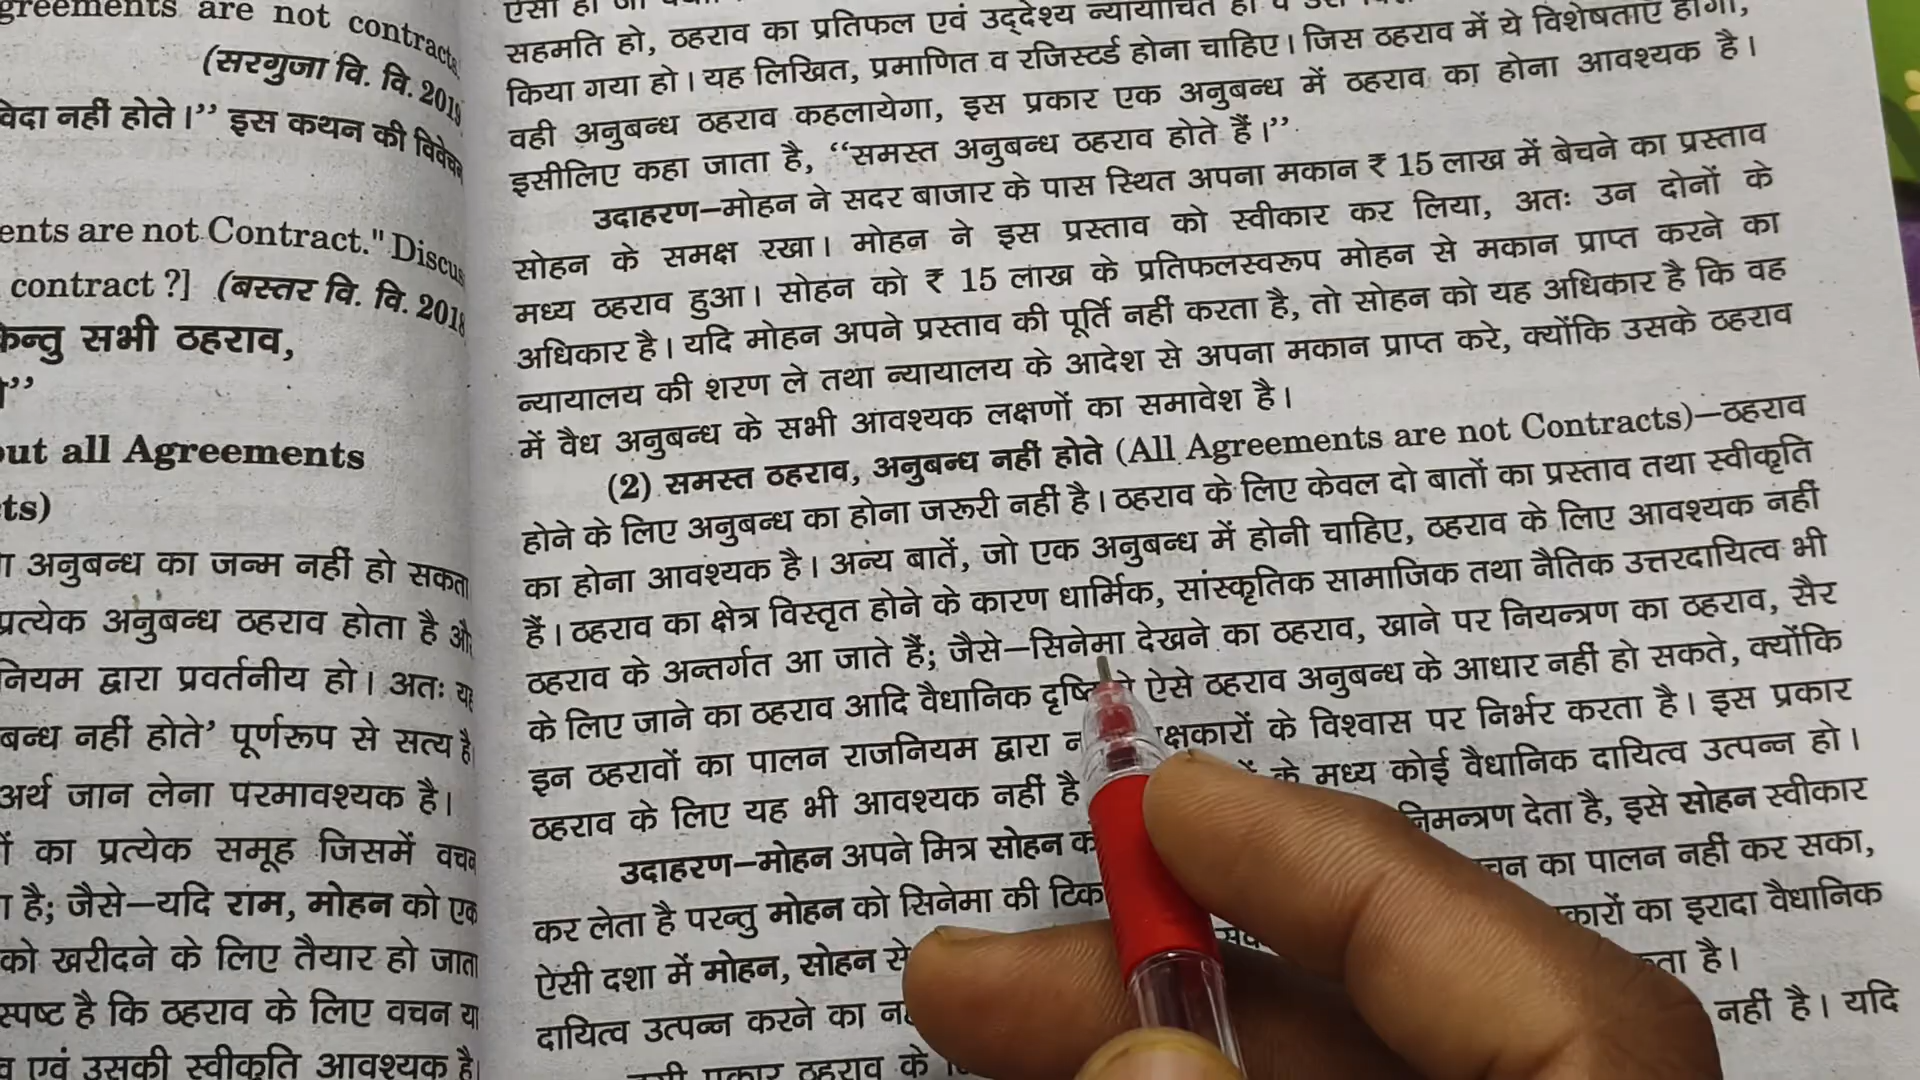 greements are not contracts.
(सरगुजा वि. वि. 2019
विदा नहीं होते।” इस कथन की विवेचन
ents are not Contract." Discus
contract ?] (बस्तर वि. वि. 2018
केन्तु सभी ठहराव,
”
out all Agreements
ts)
अनुबन्ध का जन्म नहीं हो सकता
प्रत्येक अनुबन्ध ठहराव होता है और
नियम द्वारा प्रवर्तनीय हो। अतः यह
बन्ध नहीं होते’ पूर्णरूप से सत्य है।
अर्थ जान लेना परमावश्यक है।
का प्रत्येक समूह जिसमें वचन
है; जैसे–यदि राम, मोहन को एक
को खरीदने के लिए तैयार हो जाता
स्पष्ट है कि ठहराव के लिए वचन या
एवं उसकी स्वीकृति आवश्यक है।
सहमति हो, ठहराव का प्रतिफल एवं उद्देश्य न्यायोचित हो व
किया गया हो। यह लिखित, प्रमाणित व रजिस्टर्ड होना चाहिए। जिस ठहराव में ये विशेषताएँ होंगी,
वही अनुबन्ध ठहराव कहलायेगा, इस प्रकार एक अनुबन्ध में ठहराव का होना आवश्यक है।
इसीलिए कहा जाता है, “समस्त अनुबन्ध ठहराव होते हैं।”
उदाहरण–मोहन ने सदर बाजार के पास स्थित अपना मकान ₹ 15 लाख में बेचने का प्रस्ताव
सोहन के समक्ष रखा। मोहन ने इस प्रस्ताव को स्वीकार कर लिया, अतः उन दोनों के
मध्य ठहराव हुआ। सोहन को ₹ 15 लाख के प्रतिफलस्वरूप मोहन से मकान प्राप्त करने का
अधिकार है। यदि मोहन अपने प्रस्ताव की पूर्ति नहीं करता है, तो सोहन को यह अधिकार है कि वह
न्यायालय की शरण ले तथा न्यायालय के आदेश से अपना मकान प्राप्त करे, क्योंकि उसके ठहराव
में वैध अनुबन्ध के सभी आवश्यक लक्षणों का समावेश है।
(2) समस्त ठहराव, अनुबन्ध नहीं होते (All Agreements are not Contracts)–ठहराव
होने के लिए अनुबन्ध का होना जरूरी नहीं है। ठहराव के लिए केवल दो बातों का प्रस्ताव तथा स्वीकृति
का होना आवश्यक है। अन्य बातें, जो एक अनुबन्ध में होनी चाहिए, ठहराव के लिए आवश्यक नहीं
हैं। ठहराव का क्षेत्र विस्तृत होने के कारण धार्मिक, सांस्कृतिक सामाजिक तथा नैतिक उत्तरदायित्व भी
ठहराव के अन्तर्गत आ जाते हैं; जैसे–सिनेमा देखने का ठहराव, खाने पर नियन्त्रण का ठहराव, सैर
के लिए जाने का ठहराव आदि वैधानिक दृष्टि ऐसे ठहराव अनुबन्ध के आधार नहीं हो सकते, क्योंकि
इन ठहरावों का पालन राजनियम द्वारा पक्षकारों के विश्वास पर निर्भर करता है। इस प्रकार
ठहराव के लिए यह भी आवश्यक नहीं है के मध्य कोई वैधानिक दायित्व उत्पन्न हो।
उदाहरण–मोहन अपने मित्र सोहन निमन्त्रण देता है, इसे सोहन स्वीकार
कर लेता है परन्तु मोहन को सिनेमा की का पालन नहीं कर सका,
ऐसी दशा में मोहन, सोहन से का इरादा वैधानिक
दायित्व उत्पन्न करने का है।
ठहराव के नहीं है। यदि